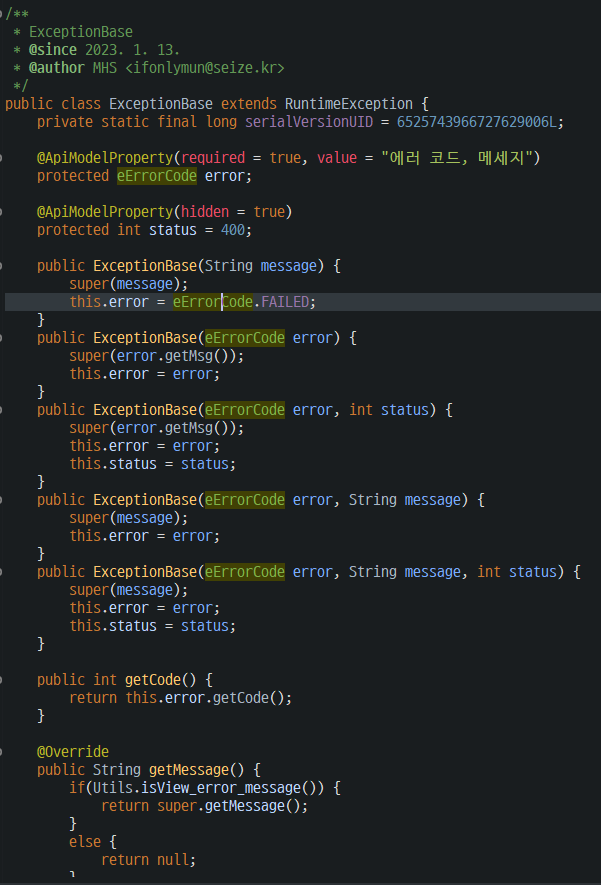 /**
 * ExceptionBase
 * @since 2023. 1. 13.
 * @author MHS <ifonlymun@seize.kr>
 */
public class ExceptionBase extends RuntimeException {
    private static final long serialVersionUID = 6525743966727629006L;

    @ApiModelProperty(required = true, value = "에러 코드, 메세지")
    protected eErrorCode error;

    @ApiModelProperty(hidden = true)
    protected int status = 400;

    public ExceptionBase(String message) {
        super(message);
        this.error = eErrorCode.FAILED;
    }
    public ExceptionBase(eErrorCode error) {
        super(error.getMsg());
        this.error = error;
    }
    public ExceptionBase(eErrorCode error, int status) {
        super(error.getMsg());
        this.error = error;
        this.status = status;
    }
    public ExceptionBase(eErrorCode error, String message) {
        super(message);
        this.error = error;
    }
    public ExceptionBase(eErrorCode error, String message, int status) {
        super(message);
        this.error = error;
        this.status = status;
    }

    public int getCode() {
        return this.error.getCode();
    }

    @Override
    public String getMessage() {
        if(Utils.isView_error_message()) {
            return super.getMessage();
        }
        else {
            return null;
        }